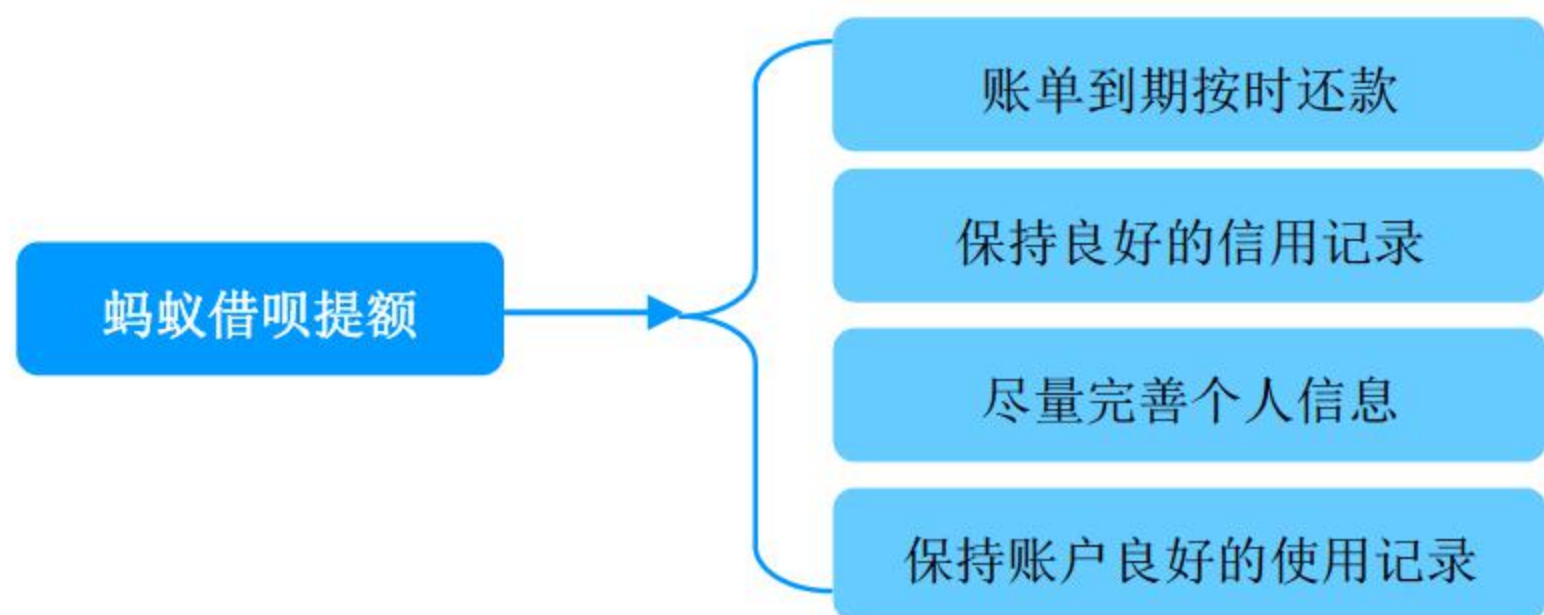 蚂蚁借呗提额
账单到期按时还款
保持良好的信用记录
尽量完善个人信息
保持账户良好的使用记录